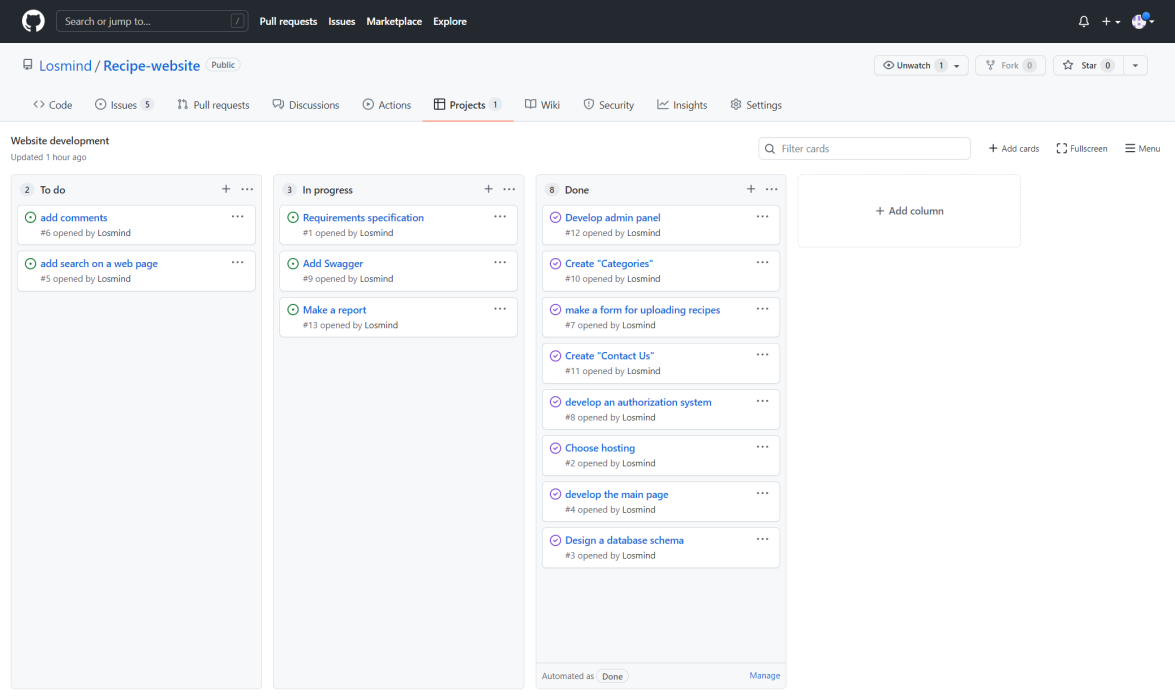 Search or jump to... /
Pull requests Issues Marketplace Explore
Losmind / Recipe-website Public
Unwatch 1 Fork 0 Star 0
Code Issues 5 Pull requests Discussions Actions Projects 1 Wiki Security Insights Settings
Website development
Updated 1 hour ago
Filter cards
Add cards Fullscreen Menu
2 To do
add comments
#6 opened by Losmind
add search on a web page
#5 opened by Losmind
3 In progress
Requirements specification
#1 opened by Losmind
Add Swagger
#9 opened by Losmind
Make a report
#13 opened by Losmind
8 Done
Develop admin panel
#12 opened by Losmind
Create "Categories"
#10 opened by Losmind
make a form for uploading recipes
#7 opened by Losmind
Create "Contact Us"
#11 opened by Losmind
develop an authorization system
#8 opened by Losmind
Choose hosting
#2 opened by Losmind
develop the main page
#4 opened by Losmind
Design a database schema
#3 opened by Losmind
Automated as Done Manage
Add column